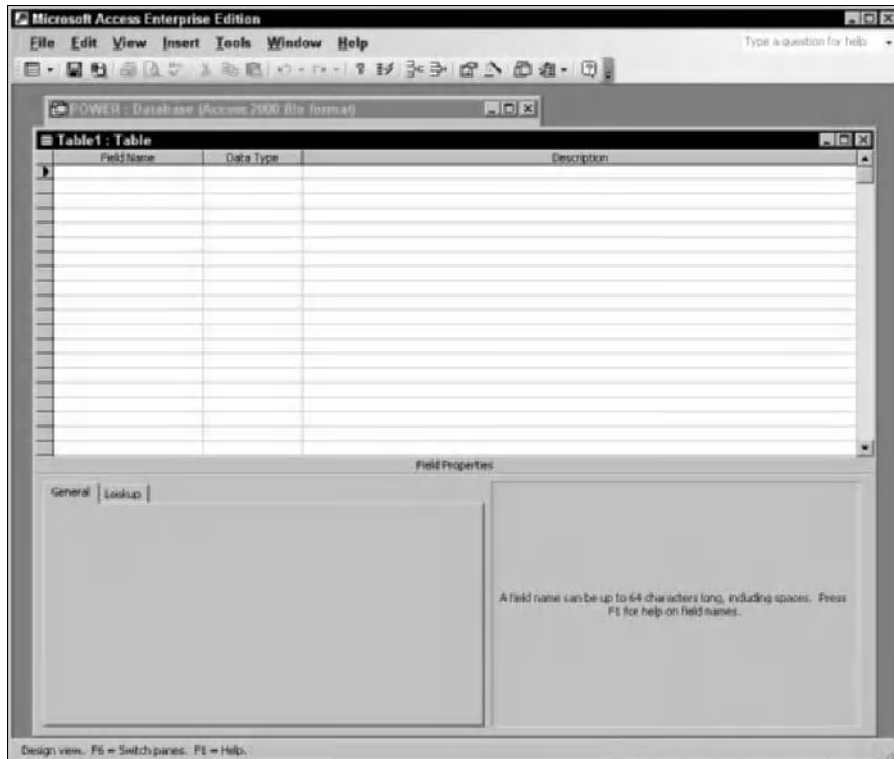 Microsoft Access Enterprise Edition
File Edit View Insert Tools Window Help
Type a question for help
POWER : Database (Access 2000 file format)
Table1 : Table
Field Name Data Type Description
Field Properties
General Lookup
A field name can be up to 64 characters long, including spaces. Press
F1 for help on field names.
Design view. F6 = Switch panes. F1 = Help.